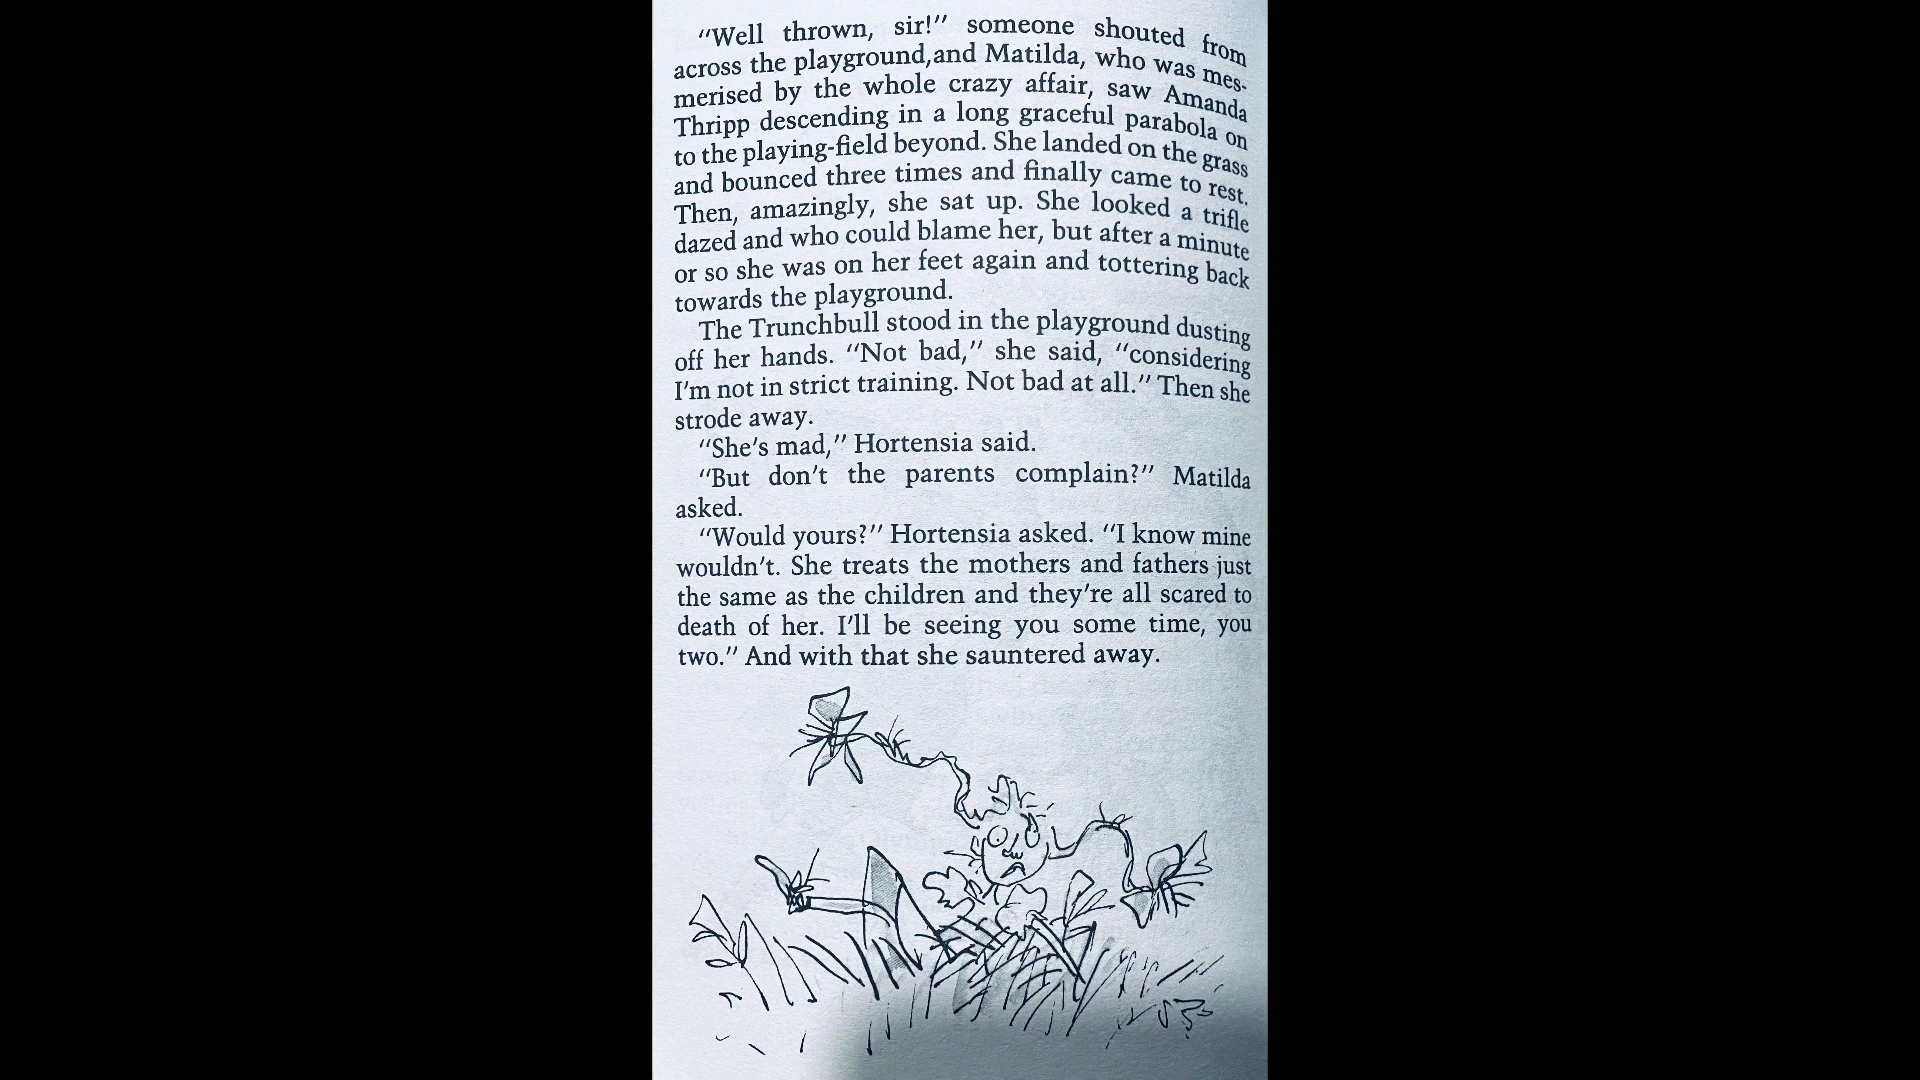 “Well thrown, sir!” someone shouted from
across the playground,and Matilda, who was mes-
merised by the whole crazy affair, saw Amanda
Thripp descending in a long graceful parabola on
to the playing-field beyond. She landed on the grass
and bounced three times and finally came to rest.
Then, amazingly, she sat up. She looked a trifle
dazed and who could blame her, but after a minute
or so she was on her feet again and tottering back
towards the playground.
The Trunchbull stood in the playground dusting
off her hands. “Not bad,” she said, “considering
I’m not in strict training. Not bad at all.” Then she
strode away.
“She’s mad,” Hortensia said.
“But don’t the parents complain?” Matilda
asked.
“Would yours?” Hortensia asked. “I know mine
wouldn’t. She treats the mothers and fathers just
the same as the children and they’re all scared to
death of her. I’ll be seeing you some time, you
two.” And with that she sauntered away.